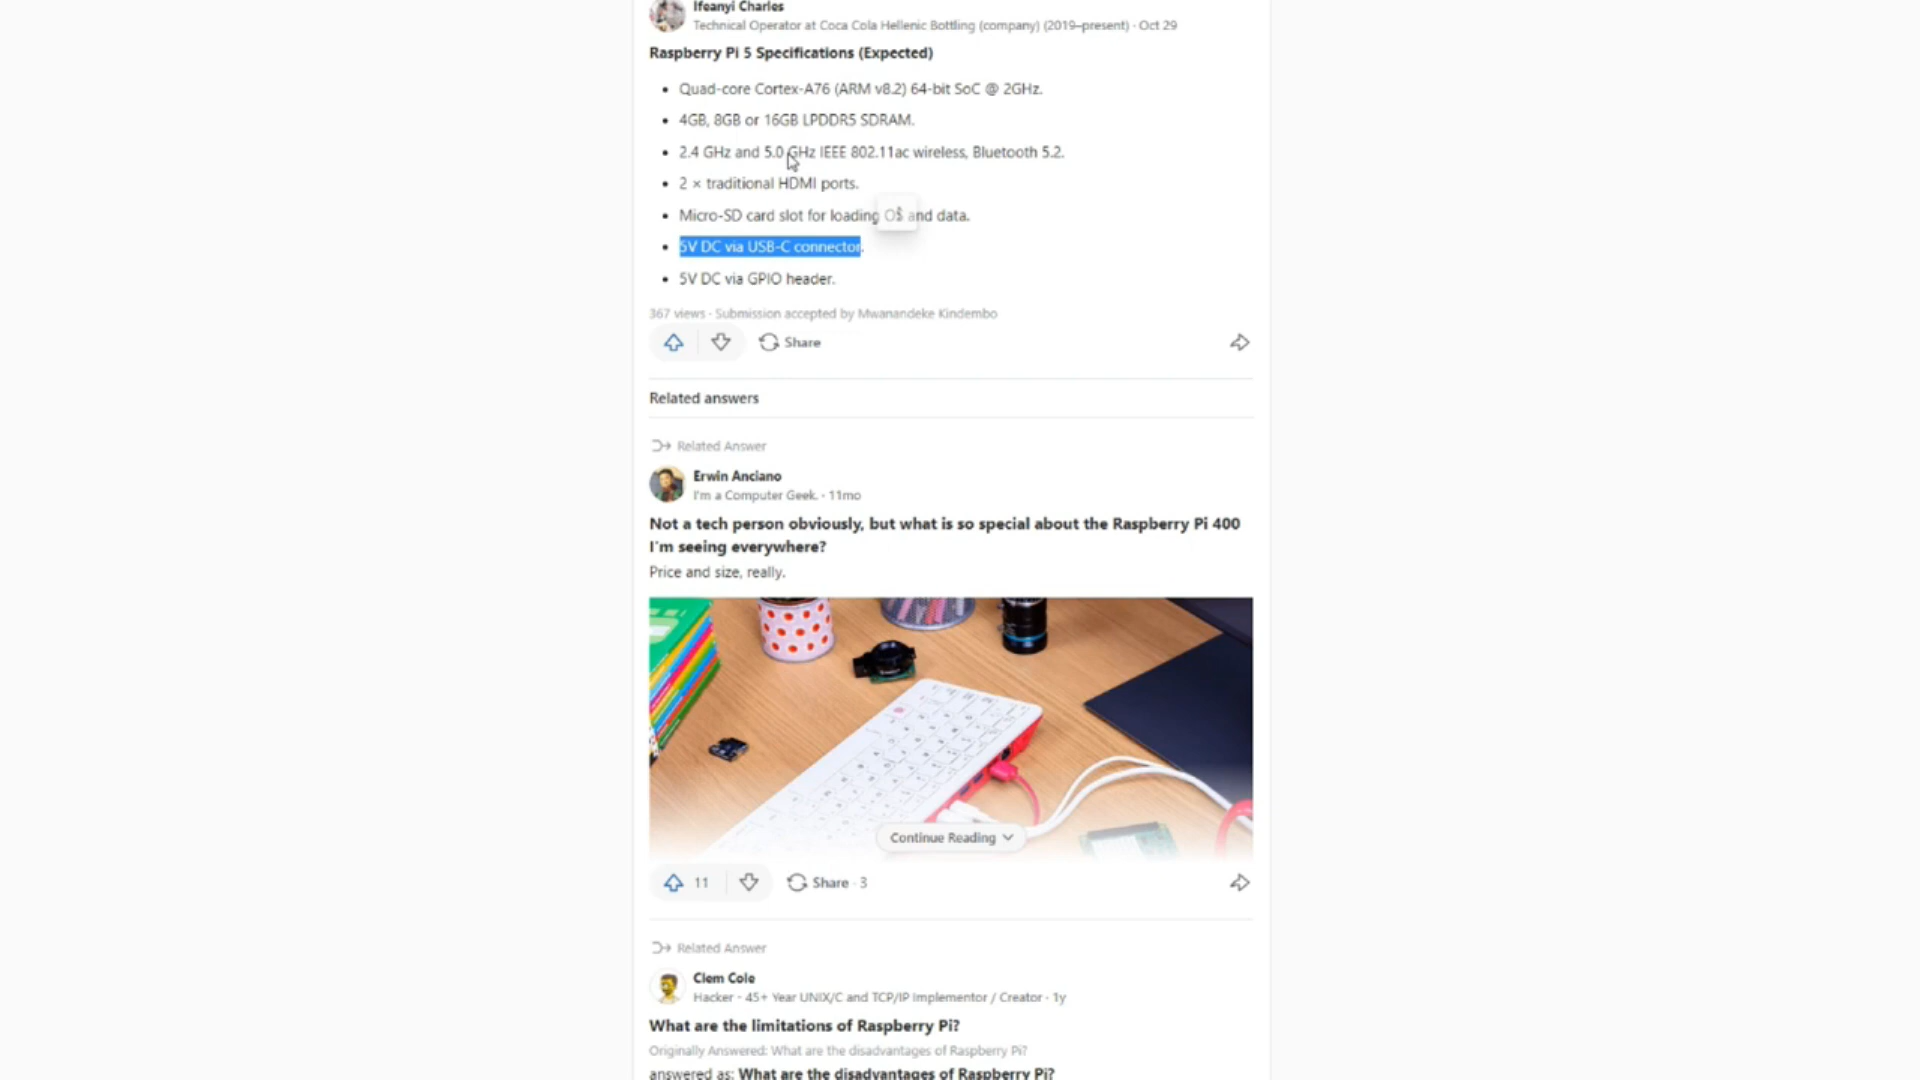 Ifeanyi Charles
Technical Operator at Coca Cola Hellenic Bottling (company) (2019–present) · Oct 29
Raspberry Pi 5 Specifications (Expected)
• Quad-core Cortex-A76 (ARM v8.2) 64-bit SoC @ 2GHz.
• 4GB, 8GB or 16GB LPDDR5 SDRAM.
• 2.4 GHz and 5.0 GHz IEEE 802.11ac wireless, Bluetooth 5.2.
• 2 × traditional HDMI ports.
• Micro-SD card slot for loading OS and data.
• 5V DC via USB-C connector.
• 5V DC via GPIO header.
367 views · Submission accepted by Mwanandeke Kindembo
Share
Related answers
Related Answer
Erwin Anciano
I'm a Computer Geek. · 11mo
Not a tech person obviously, but what is so special about the Raspberry Pi 400
I'm seeing everywhere?
Price and size, really.
Continue Reading
11 Share · 3
Related Answer
Clem Cole
Hacker - 45+ Year UNIX/C and TCP/IP Implementor / Creator · 1y
What are the limitations of Raspberry Pi?
Originally Answered: What are the disadvantages of Raspberry Pi?
answered as: What are the disadvantages of Raspberry Pi?